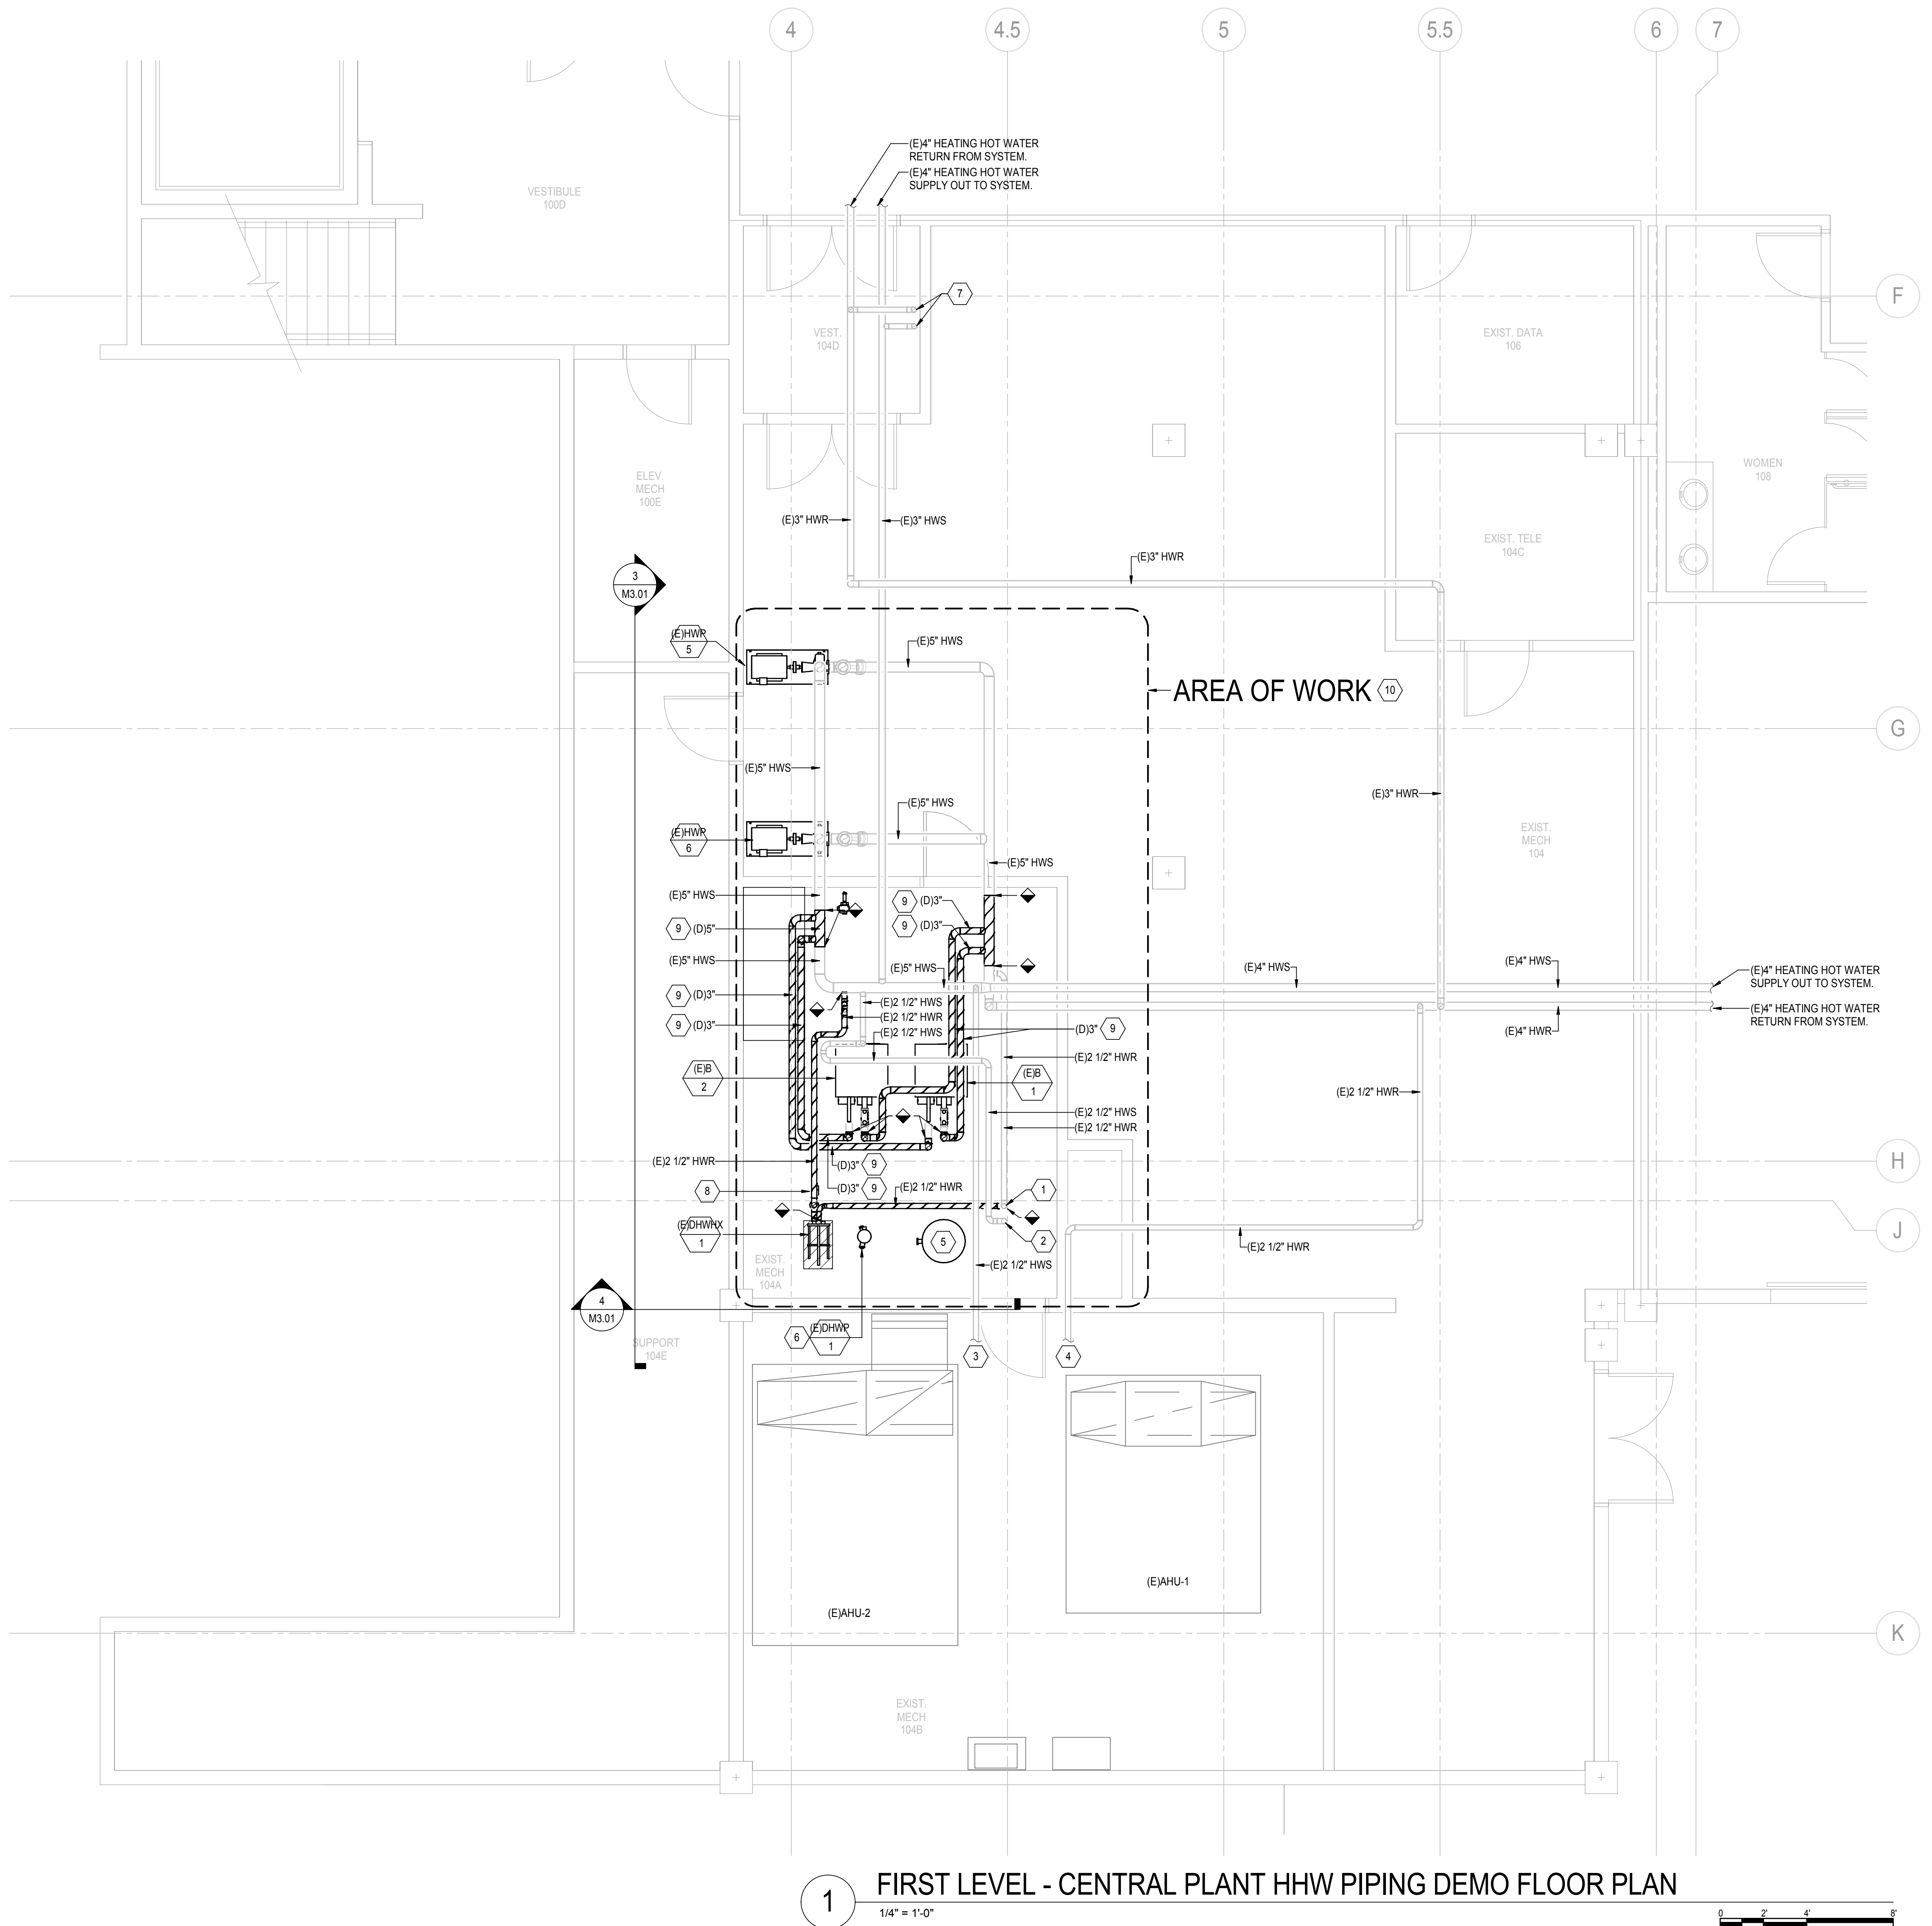 4
4.5
5
5.5
6
7
(E)4" HEATING HOT WATER
RETURN FROM SYSTEM.
(E)4" HEATING HOT WATER
SUPPLY OUT TO SYSTEM.
VESTIBULE
100D
F
7
VEST.
104D
EXIST. DATA
106
WOMEN
108
ELEV.
MECH
100E
(E)3" HWR
(E)3" HWS
EXIST. TELE
104C
(E)3" HWR
3
M3.01
(E)HWP
5
(E)5" HWS
AREA OF WORK
10
G
(E)5" HWS
(E)3" HWR
(E)5" HWS
(E)HWP
6
EXIST.
MECH
104
(E)5" HWS
(E)5" HWS
9
(D)3"
9
(D)3"
9
(D)5"
(E)5" HWS
(E)5" HWS
(E)4" HWS
(E)4" HWS
(E)4" HEATING HOT WATER
SUPPLY OUT TO SYSTEM.
9
(D)3"
(E)2 1/2" HWS
(E)2 1/2" HWR
(E)2 1/2" HWS
(E)4" HEATING HOT WATER
RETURN FROM SYSTEM.
9
(D)3"
(D)3"
9
(E)4" HWR
(E)2 1/2" HWR
(E)B
2
(E)B
1
(E)2 1/2" HWR
(E)2 1/2" HWS
(E)2 1/2" HWR
(E)2 1/2" HWR
(D)3"
9
H
(D)3"
9
(E)2 1/2" HWR
8
1
J
(E)DHWHX
1
5
2
(E)2 1/2" HWR
EXIST.
MECH
104A
(E)2 1/2" HWS
4
M3.01
SUPPORT
104E
6
(E)DHWP
1
3
4
(E)AHU-1
(E)AHU-2
K
EXIST.
MECH
104B
1
FIRST LEVEL - CENTRAL PLANT HHW PIPING DEMO FLOOR PLAN
1/4" = 1'-0"
0
2'
4'
8'